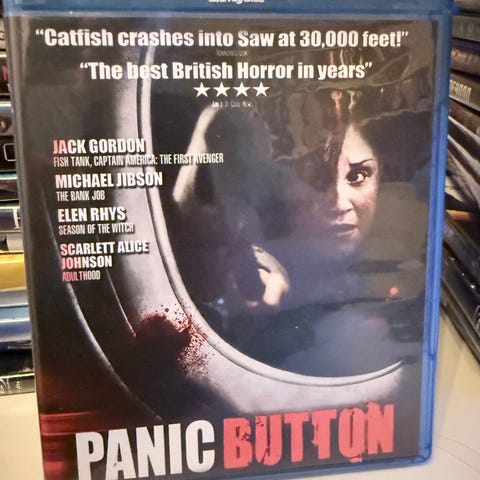 “Catfish crashes into Saw at 30,000 feet!”
“The best British Horror in years”
★★★★
JACK GORDON
FISH TANK, CAPTAIN AMERICA: THE FIRST AVENGER
MICHAEL JIBSON
THE BANK JOB
ELEN RHYS
SEASON OF THE WITCH
SCARLETT ALICE
JOHNSON
ADULTHOOD
PANIC BUTTON